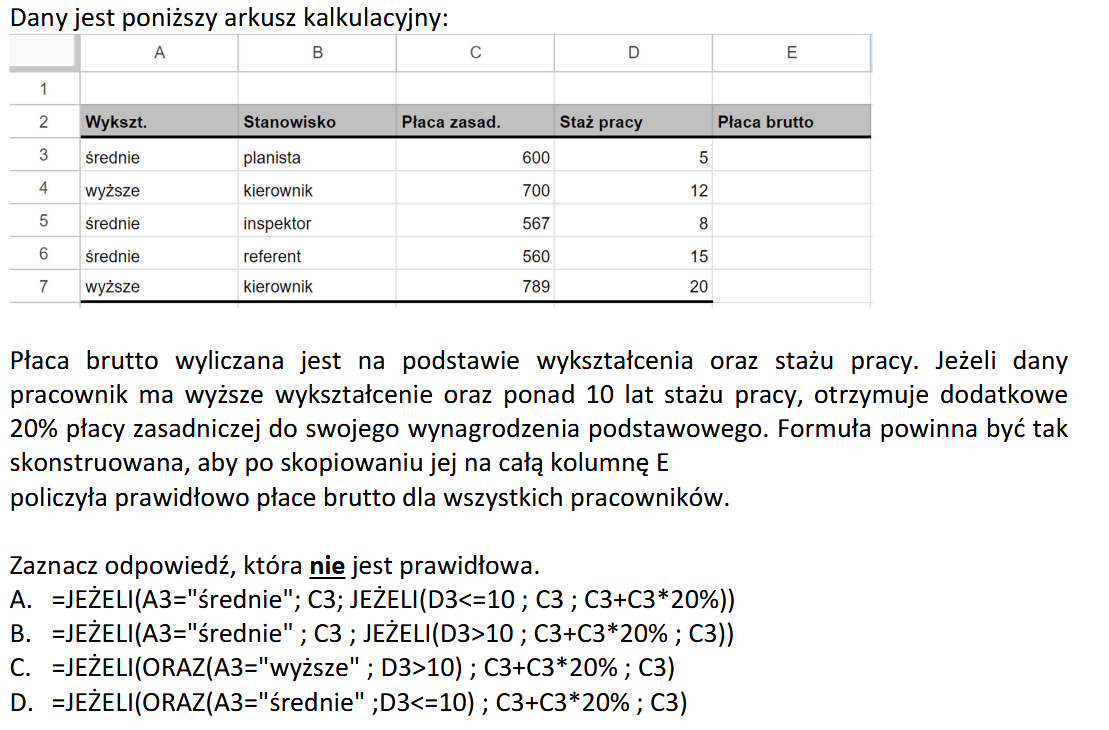 Dany jest poniższy arkusz kalkulacyjny:
A B C D E
1
2 Wykszt. Stanowisko Płaca zasad. Staż pracy Płaca brutto
3 średnie planista 600 5
4 wyższe kierownik 700 12
5 średnie inspektor 567 8
6 średnie referent 560 15
7 wyższe kierownik 789 20
Płaca brutto wyliczana jest na podstawie wykształcenia oraz stażu pracy. Jeżeli dany
pracownik ma wyższe wykształcenie oraz ponad 10 lat stażu pracy, otrzymuje dodatkowe
20% płacy zasadniczej do swojego wynagrodzenia podstawowego. Formuła powinna być tak
skonstruowana, aby po skopiowaniu jej na całą kolumnę E
policzyła prawidłowo płace brutto dla wszystkich pracowników.
Zaznacz odpowiedź, która nie jest prawidłowa.
A. =JEŻELI(A3="średnie"; C3; JEŻELI(D3<=10 ; C3 ; C3+C3*20%))
B. =JEŻELI(A3="średnie" ; C3 ; JEŻELI(D3>10 ; C3+C3*20% ; C3))
C. =JEŻELI(ORAZ(A3="wyższe" ; D3>10) ; C3+C3*20% ; C3)
D. =JEŻELI(ORAZ(A3="średnie" ;D3<=10) ; C3+C3*20% ; C3)